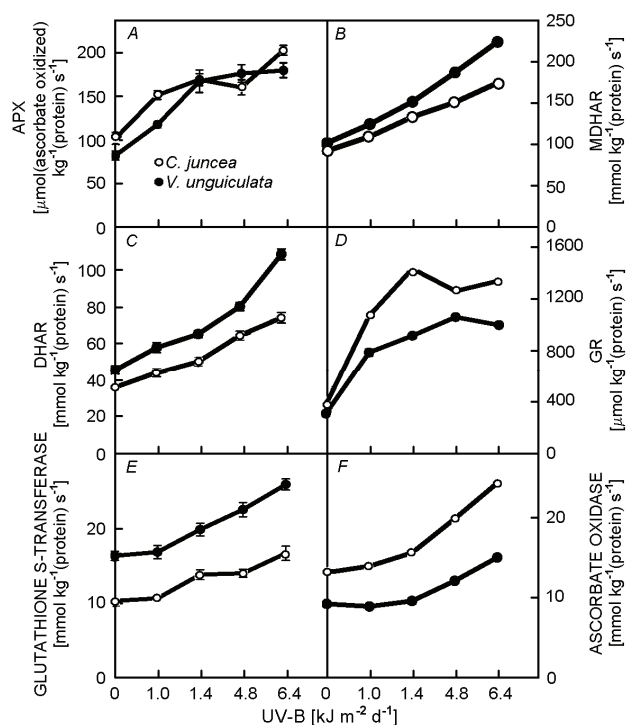 A
B
APX
[μmol(ascorbate oxidized)
kg⁻¹(protein) s⁻¹]
200
150
100
50
0
C. juncea
V. unguiculata
250
200
150
100
50
0
MDHAR
[mmol kg⁻¹(protein) s⁻¹]
C
D
DHAR
[mmol kg⁻¹(protein) s⁻¹]
100
80
60
40
20
0
1600
1200
800
400
0
GR
[μmol kg⁻¹(protein) s⁻¹]
E
F
GLUTATHIONE S-TRANSFERASE
[mmol kg⁻¹(protein) s⁻¹]
20
10
0
20
10
0
ASCORBATE OXIDASE
[mmol kg⁻¹(protein) s⁻¹]
0 1.0 1.4 4.8 6.4 0 1.0 1.4 4.8 6.4
UV-B [kJ m⁻² d⁻¹]